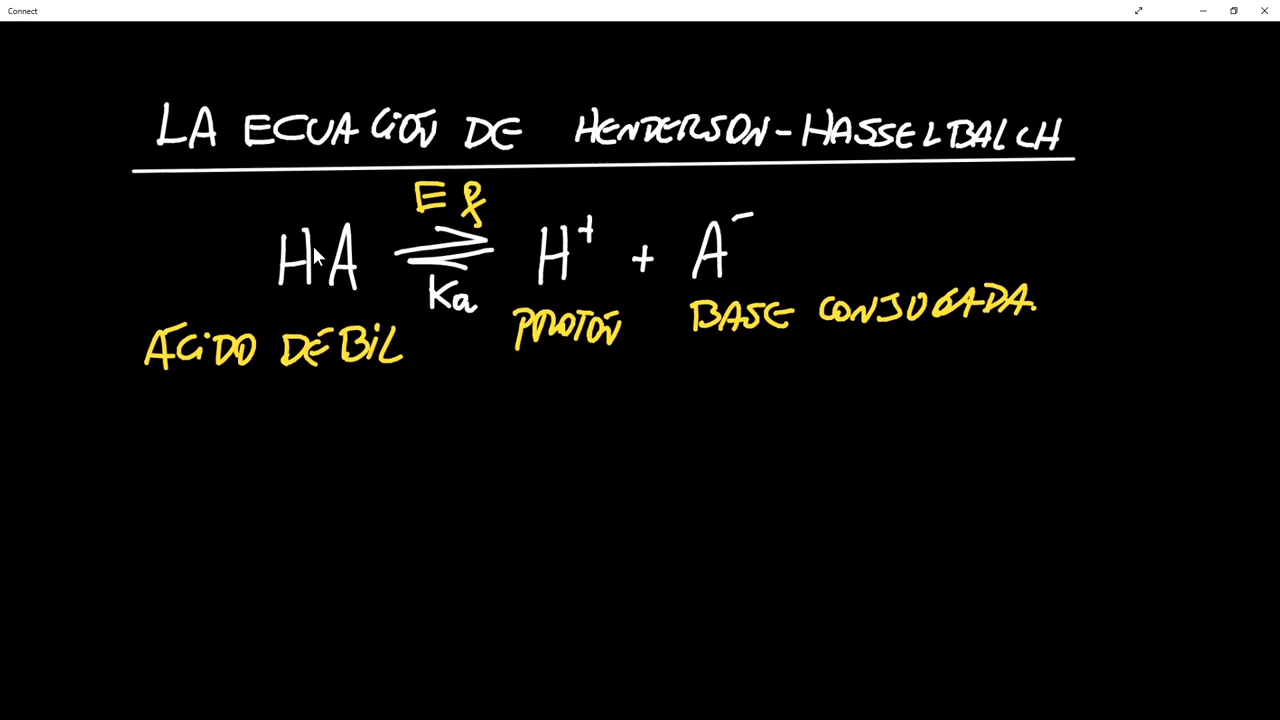 Connect
LA ECUACIÓN DE HENDERSON-HASSELBALCH
Eq
HA ⇌ H⁺ + A⁻
Ka
ÁCIDO DÉBIL
PROTÓN
BASE CONJUGADA.